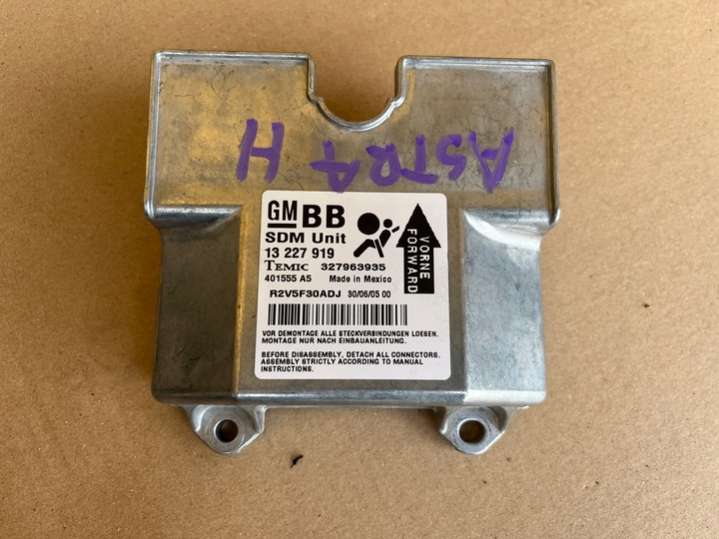 ASTRA H
GM BB
SDM Unit
13 227 919
TEMIC 327963935
401555 A5 Made in Mexico
R2V5F30ADJ 30/06/05 00
VORNE
FORWARD
VOR DEMONTAGE ALLE STECKVERBINDUNGEN LOESEN.
MONTAGE NUR NACH EINBAUANLEITUNG.
BEFORE DISASSEMBLY, DETACH ALL CONNECTORS.
ASSEMBLY STRICTLY ACCORDING TO MANUAL
INSTRUCTIONS.